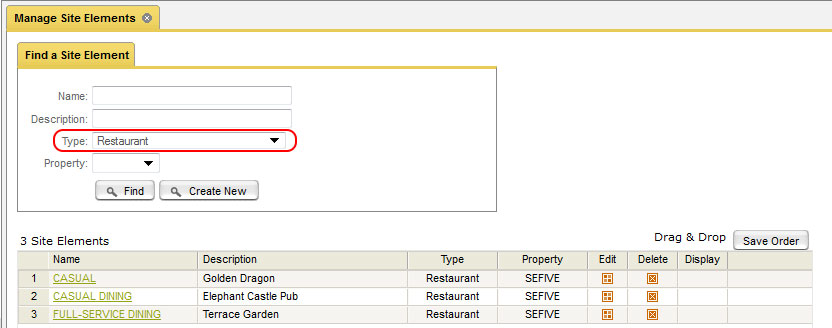 Manage Site Elements
Find a Site Element
Name:
Description:
Type: Restaurant
Property:
Find Create New
3 Site Elements Drag & Drop Save Order
Name Description Type Property Edit Delete Display
1 CASUAL Golden Dragon Restaurant SEFIVE
2 CASUAL DINING Elephant Castle Pub Restaurant SEFIVE
3 FULL-SERVICE DINING Terrace Garden Restaurant SEFIVE